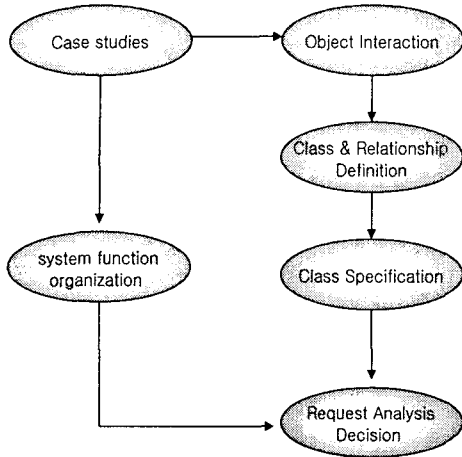 Case studies
Object Interaction
Class & Relationship
Definition
system function
organization
Class Specification
Request Analysis
Decision